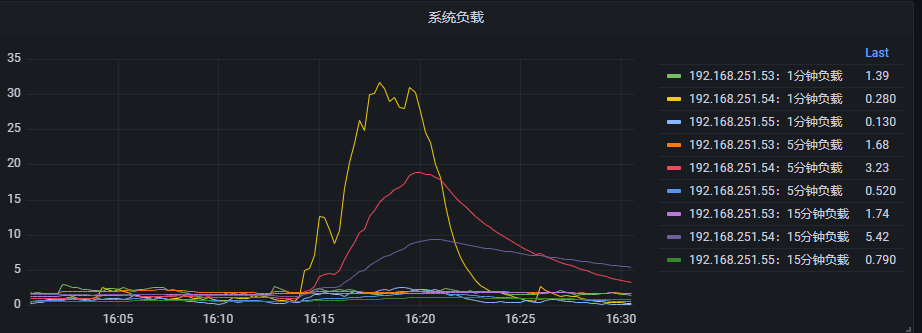 系统负载
35
30
25
20
15
10
5
0
16:05 16:10 16:15 16:20 16:25 16:30
Last
192.168.251.53：1分钟负载 1.39
192.168.251.54：1分钟负载 0.280
192.168.251.55：1分钟负载 0.130
192.168.251.53：5分钟负载 1.68
192.168.251.54：5分钟负载 3.23
192.168.251.55：5分钟负载 0.520
192.168.251.53：15分钟负载 1.74
192.168.251.54：15分钟负载 5.42
192.168.251.55：15分钟负载 0.790